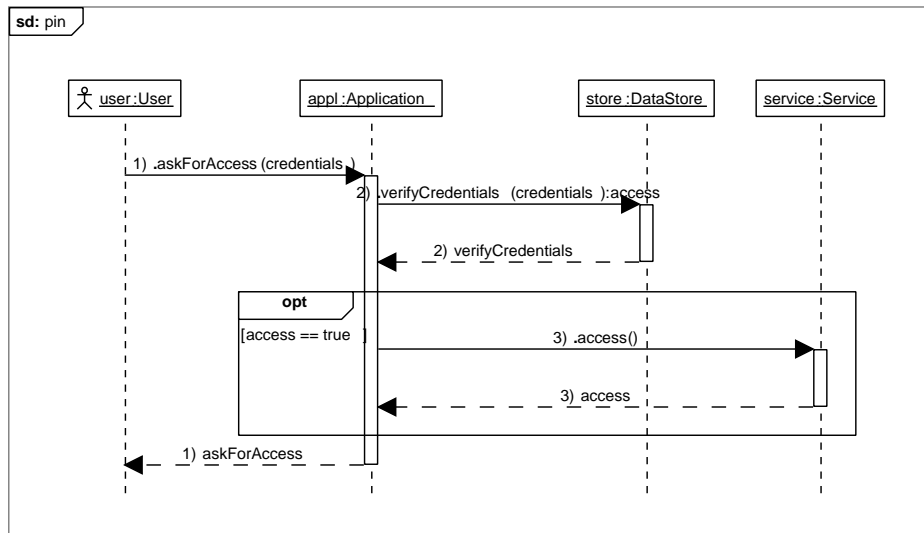 sd: pin
user :User
appl :Application
store :DataStore
service :Service
1) .askForAccess (credentials )
2) .verifyCredentials (credentials ):access
2) verifyCredentials
opt
[access == true ]
3) .access()
3) access
1) askForAccess